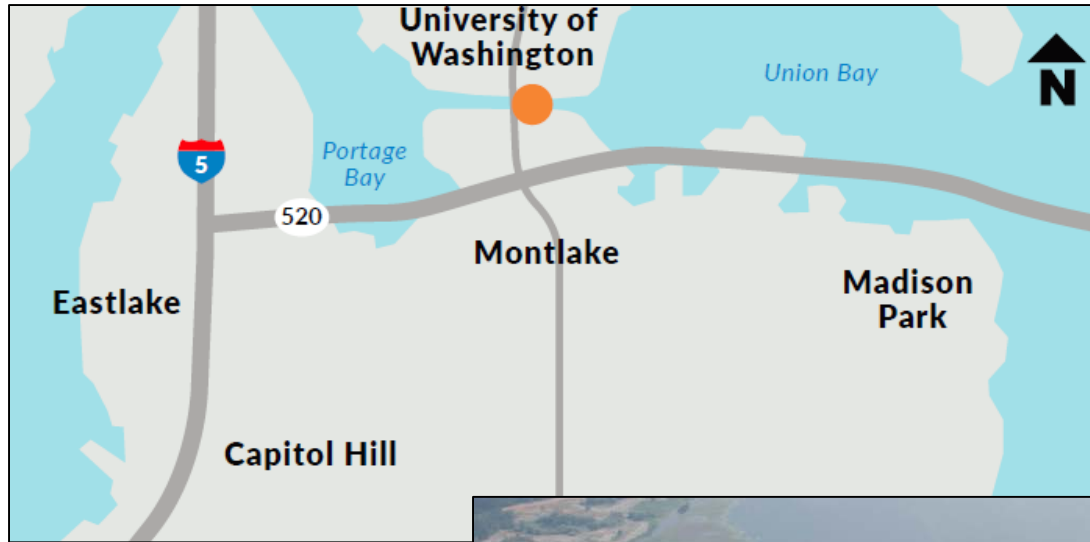 University of
Washington
Union Bay
N
5
Portage
Bay
520
Montlake
Eastlake
Madison
Park
Capitol Hill